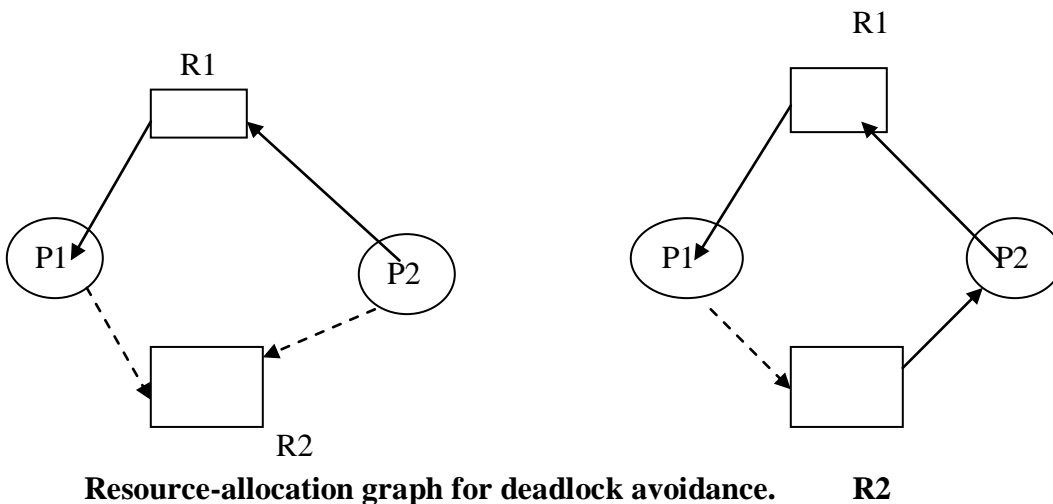 R1
R1
P1
P2
P1
P2
R2
Resource-allocation graph for deadlock avoidance. R2